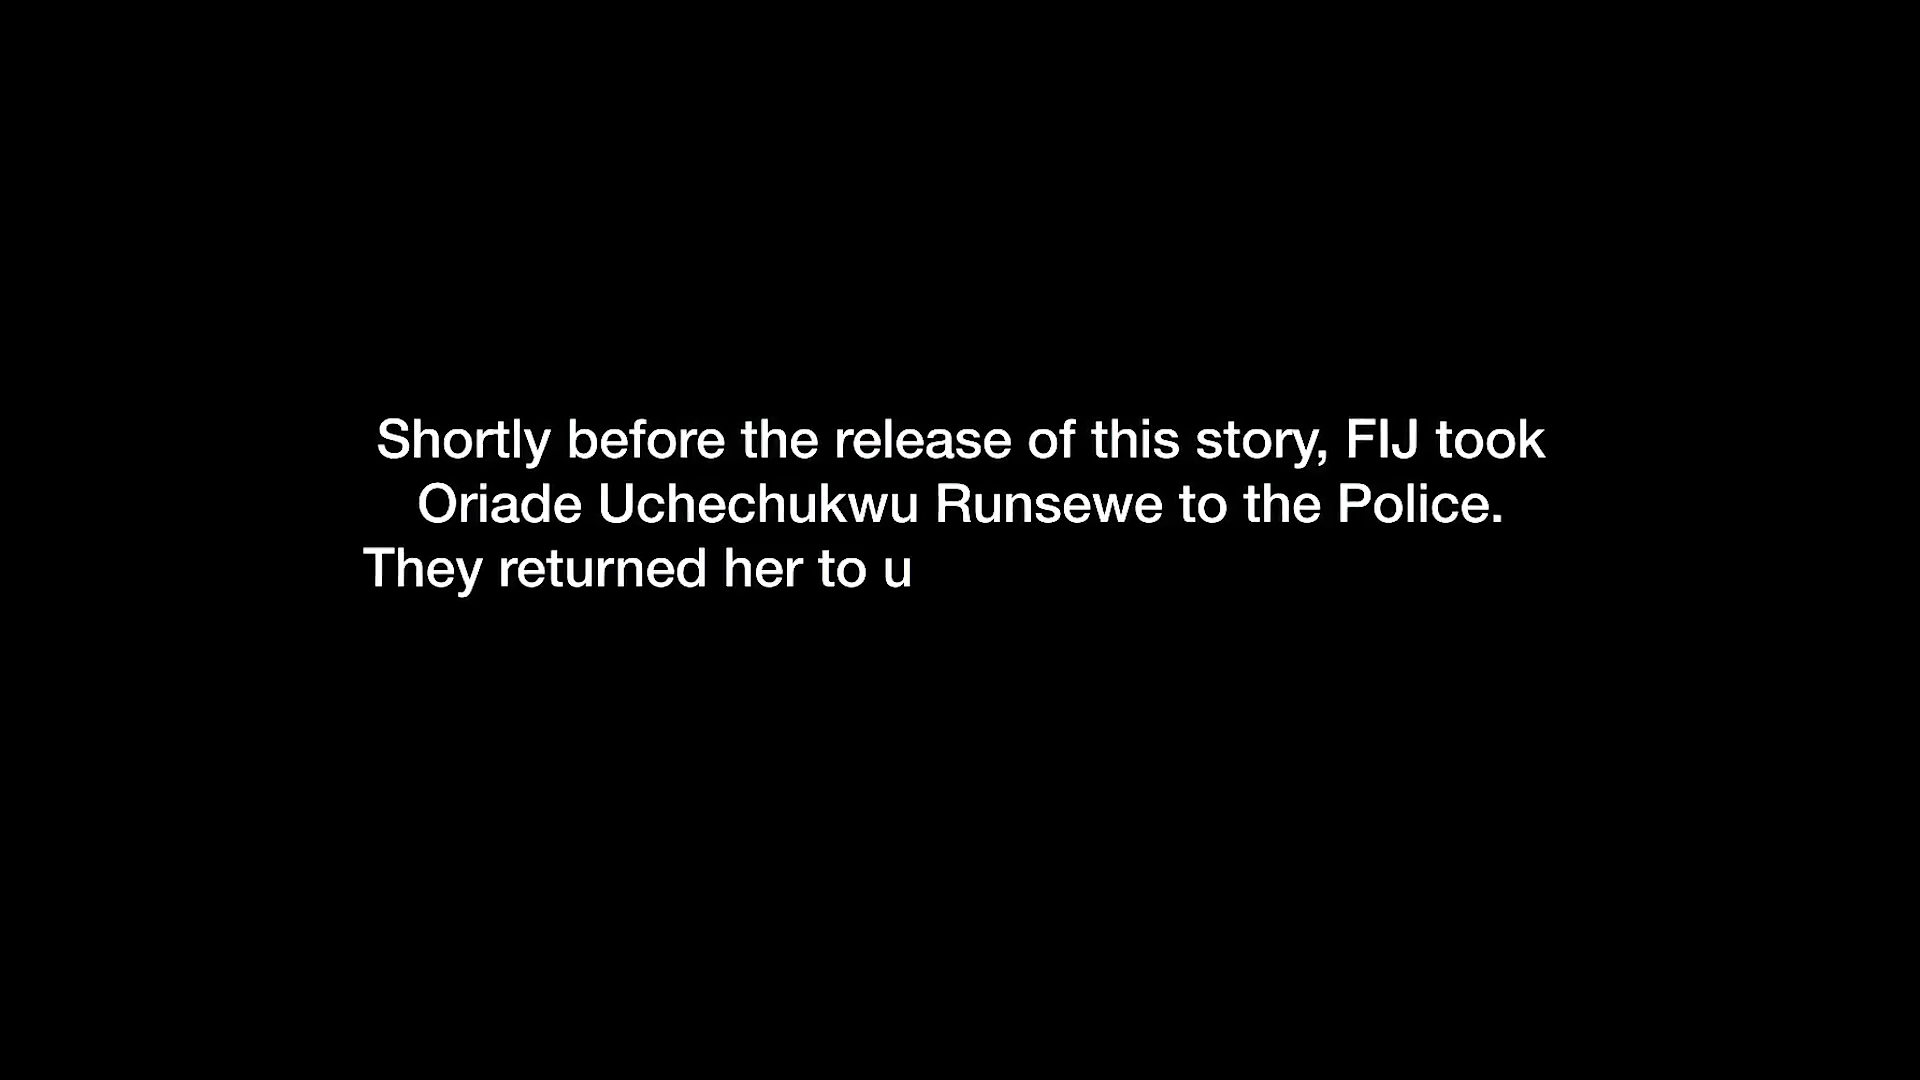 Shortly before the release of this story, FIJ took
Oriade Uchechukwu Runsewe to the Police.
They returned her to u